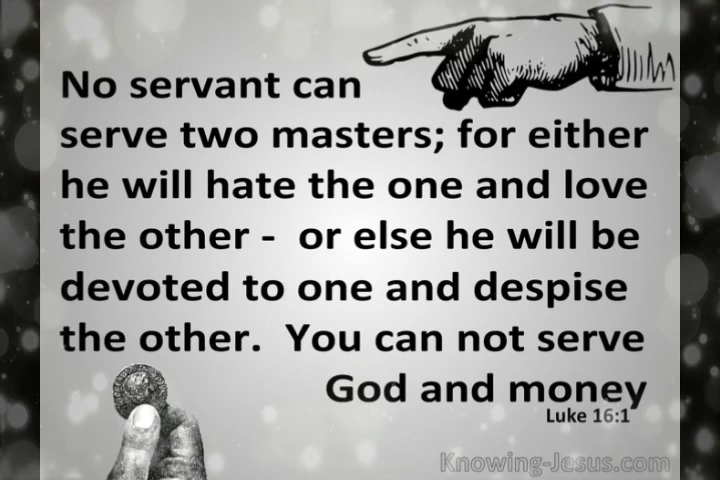 No servant can
serve two masters; for either
he will hate the one and love
the other -  or else he will be
devoted to one and despise
the other.  You can not serve
God and money
Luke 16:1
Knowing-Jesus.com